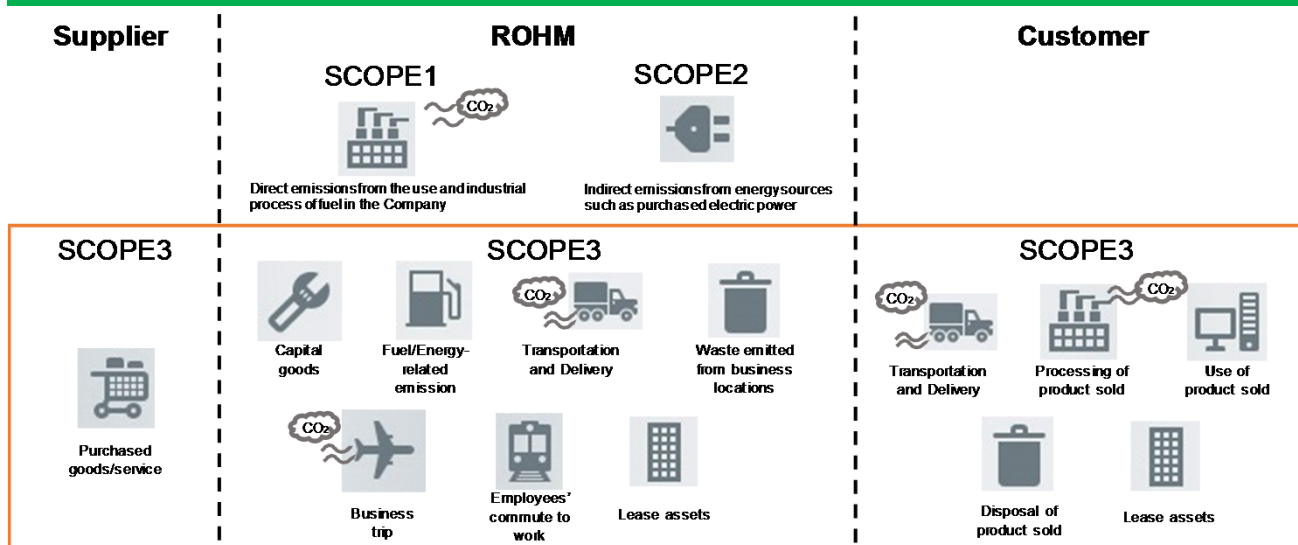 Supplier
ROHM
Customer
SCOPE1
SCOPE2
CO₂
Direct emissions from the use and industrial
process of fuel in the Company
Indirect emissions from energy sources
such as purchased electric power
SCOPE3
Purchased
goods/service
SCOPE3
Capital
goods
Fuel/Energy-
related
emission
CO₂
Transportation
and Delivery
Waste emitted
from business
locations
CO₂
Business
trip
Employees'
commute to
work
Lease assets
SCOPE3
CO₂
Transportation
and Delivery
CO₂
Processing of
product sold
Use of
product sold
Disposal of
product sold
Lease assets